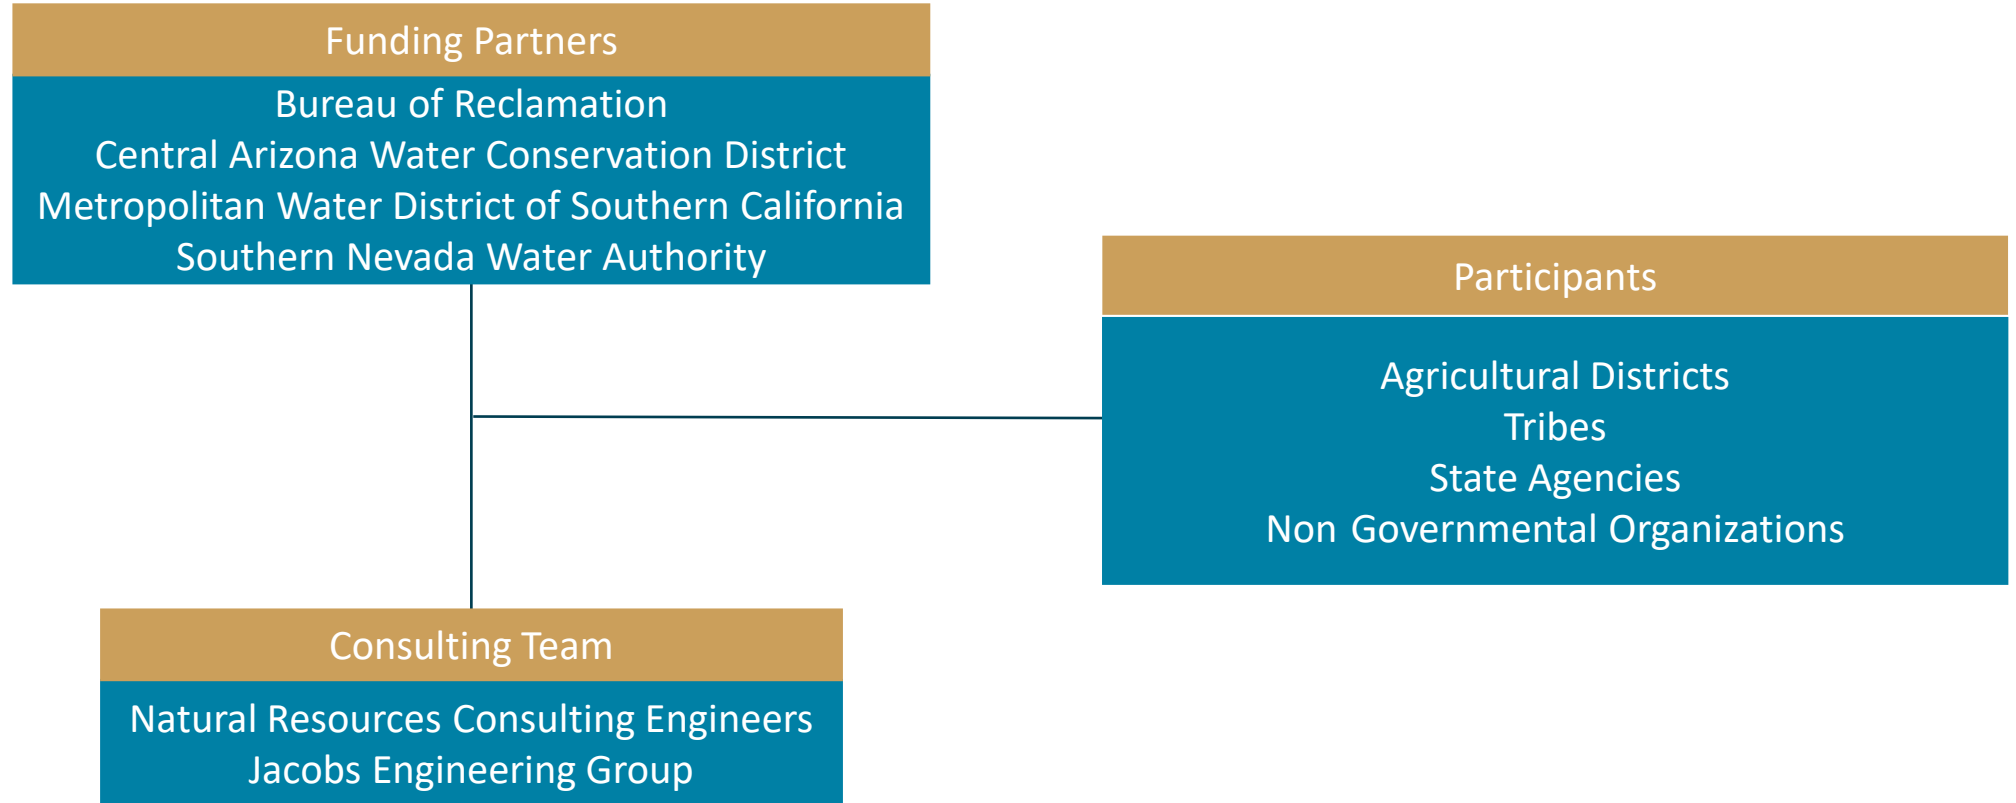 Funding Partners
Bureau of Reclamation
Central Arizona Water Conservation District
Metropolitan Water District of Southern California
Southern Nevada Water Authority
Participants
Agricultural Districts
Tribes
State Agencies
Non Governmental Organizations
Consulting Team
Natural Resources Consulting Engineers
Jacobs Engineering Group